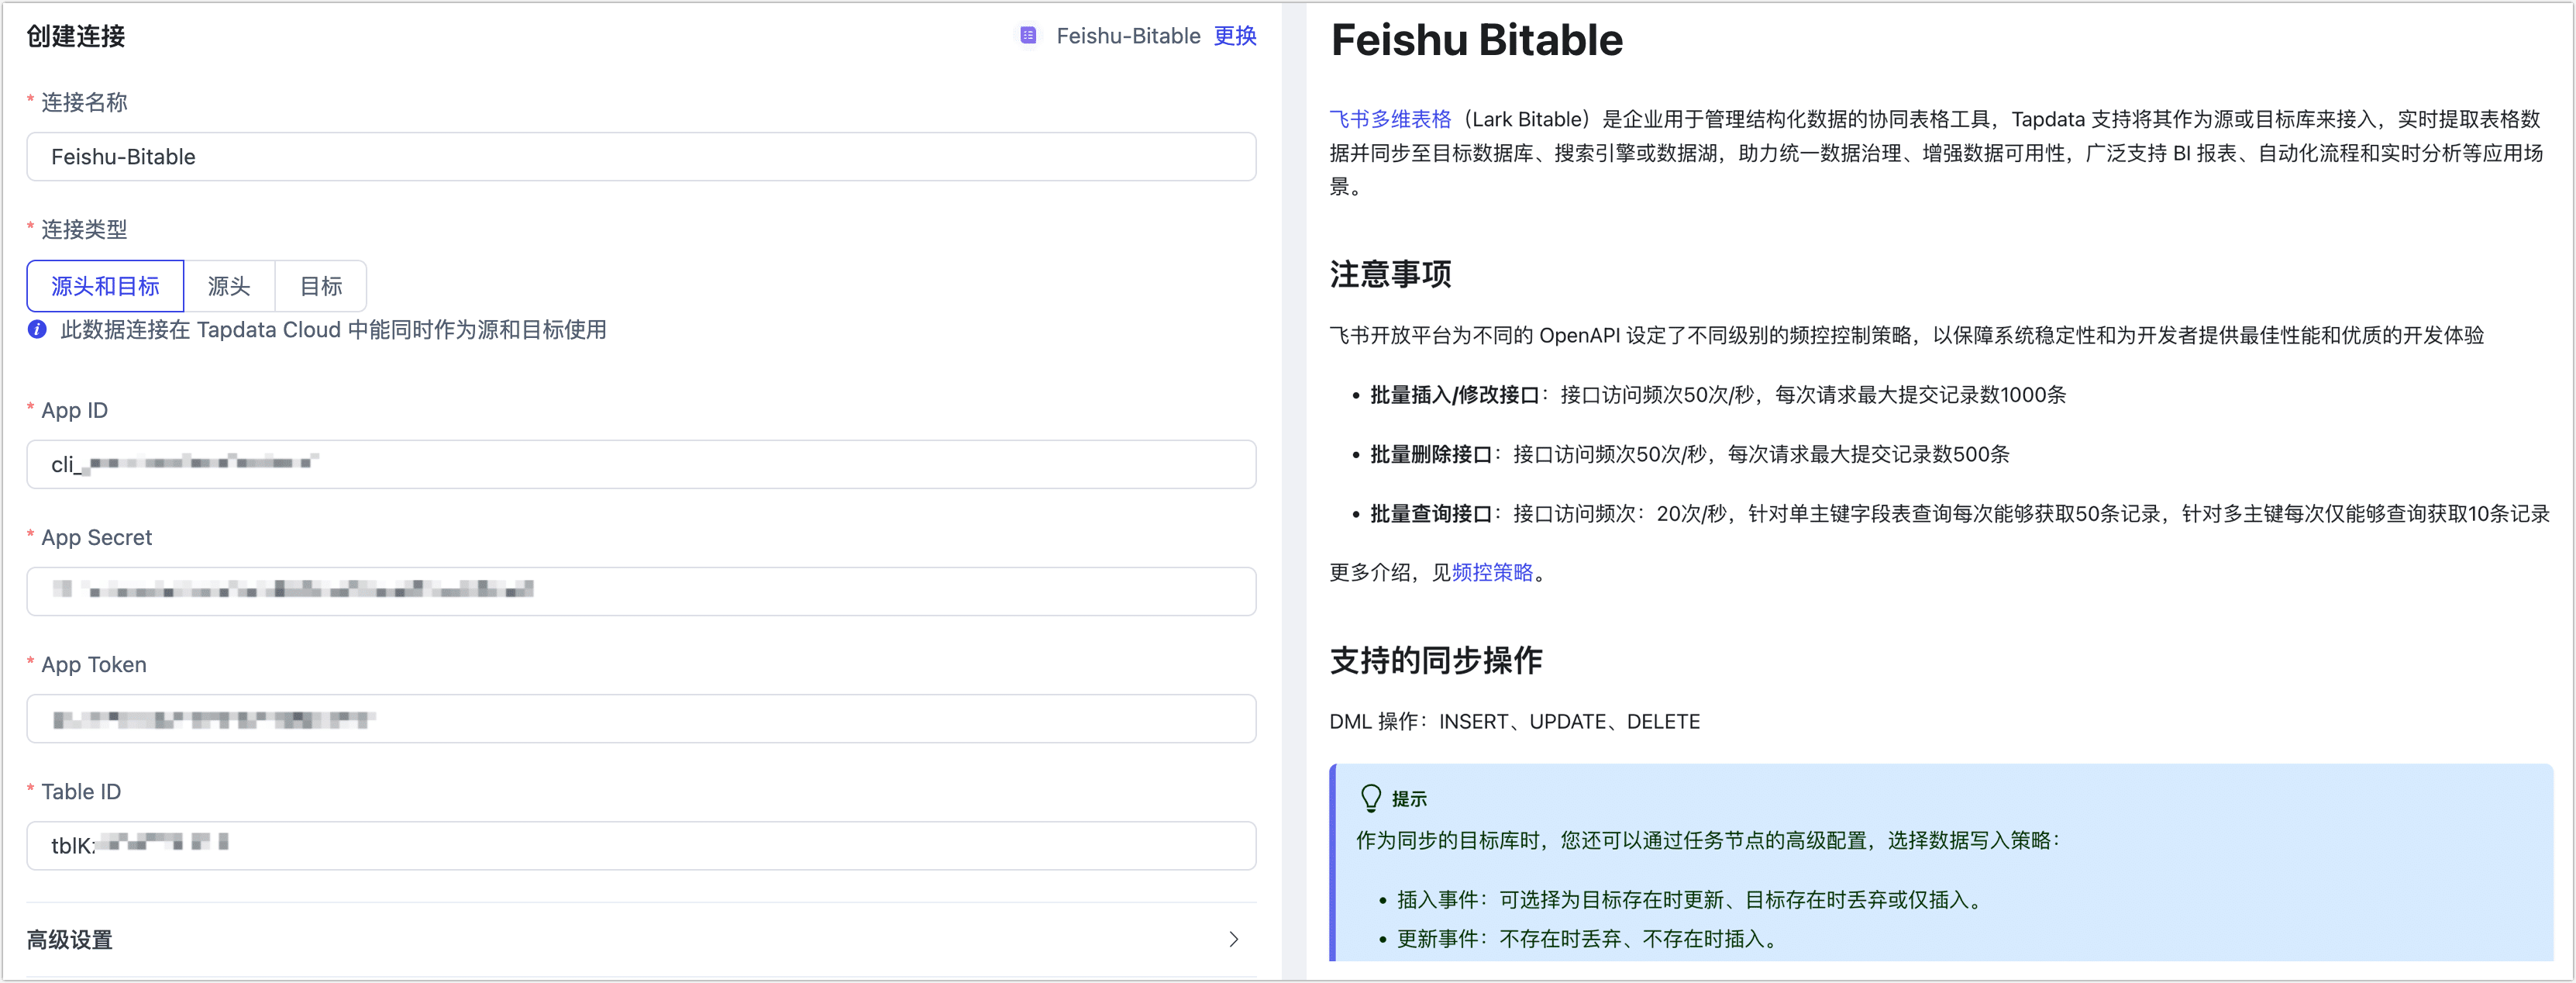 创建连接
Feishu-Bitable 更换
* 连接名称
Feishu-Bitable
* 连接类型
源头和目标 源头 目标
此数据连接在 Tapdata Cloud 中能同时作为源和目标使用
* App ID
cli_
* App Secret
* App Token
* Table ID
tblK
高级设置
Feishu Bitable
飞书多维表格（Lark Bitable）是企业用于管理结构化数据的协同表格工具，Tapdata 支持将其作为源或目标库来接入，实时提取表格数
据并同步至目标数据库、搜索引擎或数据湖，助力统一数据治理、增强数据可用性，广泛支持 BI 报表、自动化流程和实时分析等应用场
景。
注意事项
飞书开放平台为不同的 OpenAPI 设定了不同级别的频控控制策略，以保障系统稳定性和为开发者提供最佳性能和优质的开发体验
• 批量插入/修改接口：接口访问频次50次/秒，每次请求最大提交记录数1000条
• 批量删除接口：接口访问频次50次/秒，每次请求最大提交记录数500条
• 批量查询接口：接口访问频次：20次/秒，针对单主键字段表查询每次能够获取50条记录，针对多主键每次仅能够查询获取10条记录
更多介绍，见频控策略。
支持的同步操作
DML 操作：INSERT、UPDATE、DELETE
提示
作为同步的目标库时，您还可以通过任务节点的高级配置，选择数据写入策略：
• 插入事件：可选择为目标存在时更新、目标存在时丢弃或仅插入。
• 更新事件：不存在时丢弃、不存在时插入。